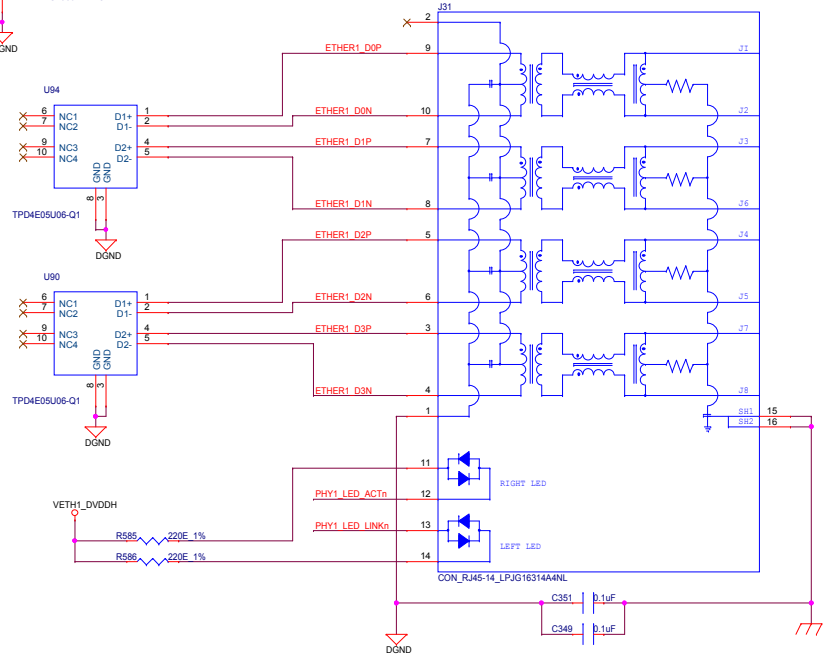 J31
2
9 ETHER1_D0P J1
U94
6 NC1 D1+ 1
7 NC2 D1- 2
10 ETHER1_D0N J2
9 NC3 D2+ 4
10 NC4 D2- 5
7 ETHER1_D1P J3
GND GND
8 3
TPD4E05U06-Q1
DGND
8 ETHER1_D1N J6
5 ETHER1_D2P J4
U90
6 NC1 D1+ 1
7 NC2 D1- 2
6 ETHER1_D2N J5
9 NC3 D2+ 4
10 NC4 D2- 5
3 ETHER1_D3P J7
GND GND
8 3
TPD4E05U06-Q1
DGND
4 ETHER1_D3N J8
1
SH1 15
SH2 16
11
RIGHT LED
PHY1_LED_ACTn 12
VETH1_DVDDH
PHY1_LED_LINKn 13
R585 220E_1%
LEFT LED
R586 220E_1%
14
CON_RJ45-14_LPJG16314A4NL
C351 0.1uF
C349 0.1uF
DGND